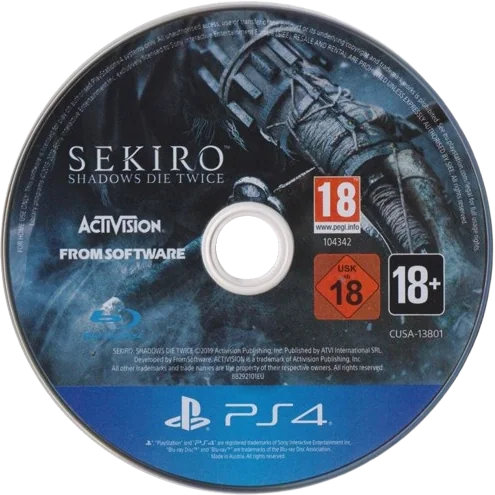 SEKIRO™
SHADOWS DIE TWICE
ACTIVISION®
FROMSOFTWARE
18
www.pegi.info
104342
USK
ab
18
18+
CUSA-13801
SEKIRO: SHADOWS DIE TWICE © 2019 Activision Publishing, Inc. Published by ATVI International SRL.
Developed by FromSoftware. ACTIVISION is a trademark of Activision Publishing, Inc.
All other trademarks and trade names are the property of their respective owners. All rights reserved.
88292101EU
PS4
"PlayStation" and "PS4" are registered trademarks of Sony Interactive Entertainment Inc.
"Blu-ray Disc™" and "Blu-ray™" are trademarks of the Blu-ray Disc Association.
Made in Austria. All rights reserved.